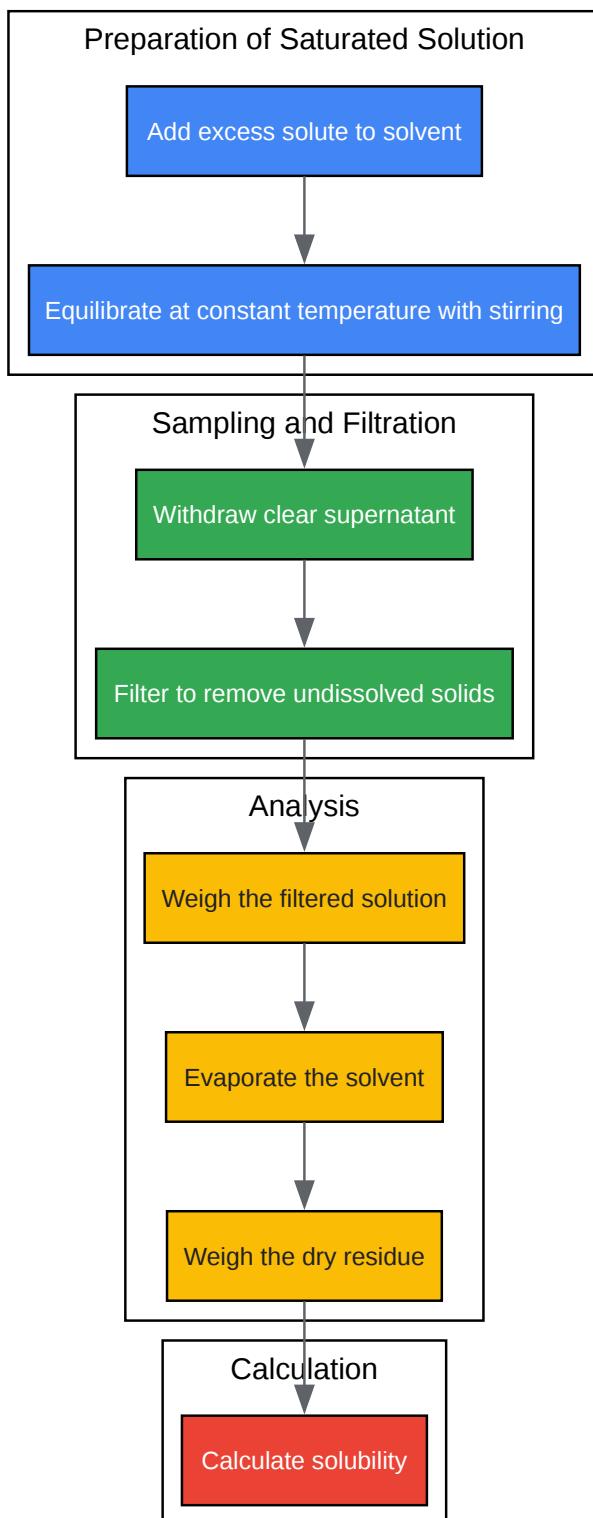 Preparation of Saturated Solution
Add excess solute to solvent
Equilibrate at constant temperature with stirring
Sampling and Filtration
Withdraw clear supernatant
Filter to remove undissolved solids
Analysis
Weigh the filtered solution
Evaporate the solvent
Weigh the dry residue
Calculation
Calculate solubility